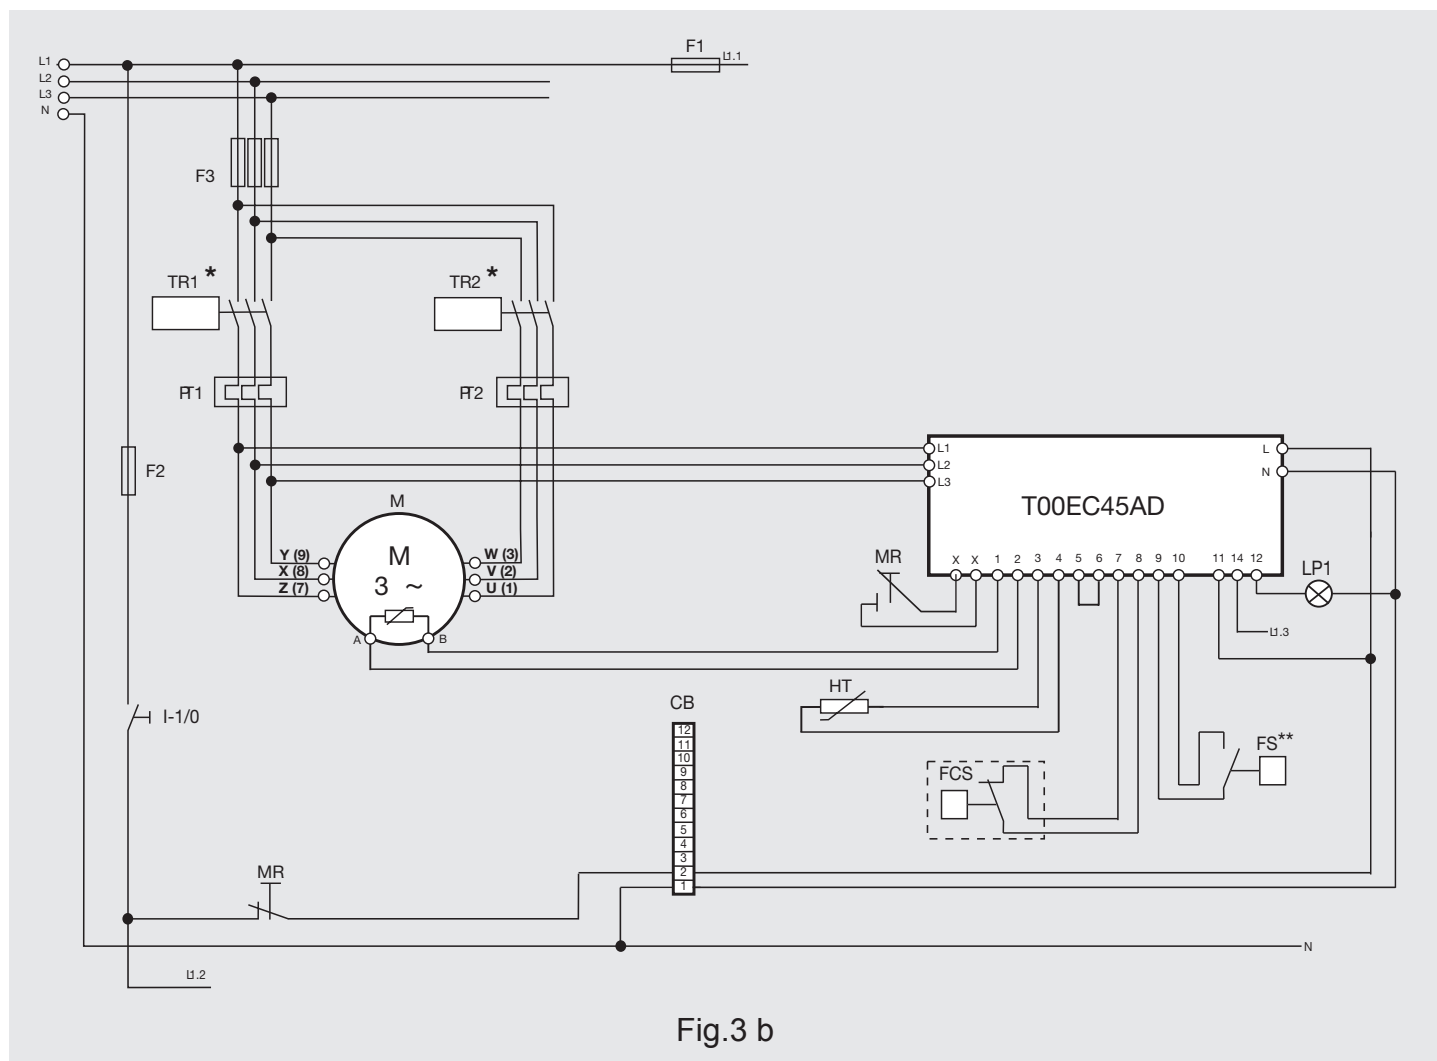 F1
L1.1
L1
L2
L3
N
F3
TR1 *
TR2 *
RT1
RT2
F2
M
M
3 ~
Y (9)
X (8)
Z (7)
W (3)
V (2)
U (1)
A
B
L1
L2
L3
L
N
T00EC45AD
X X 1 2 3 4 5 6 7 8 9 10 11 14 12
MR
LP1
L1.3
HT
I-1/0
CB
12
11
10
9
8
7
6
5
4
3
2
1
FCS
FS**
MR
N
L1.2
Fig.3 b